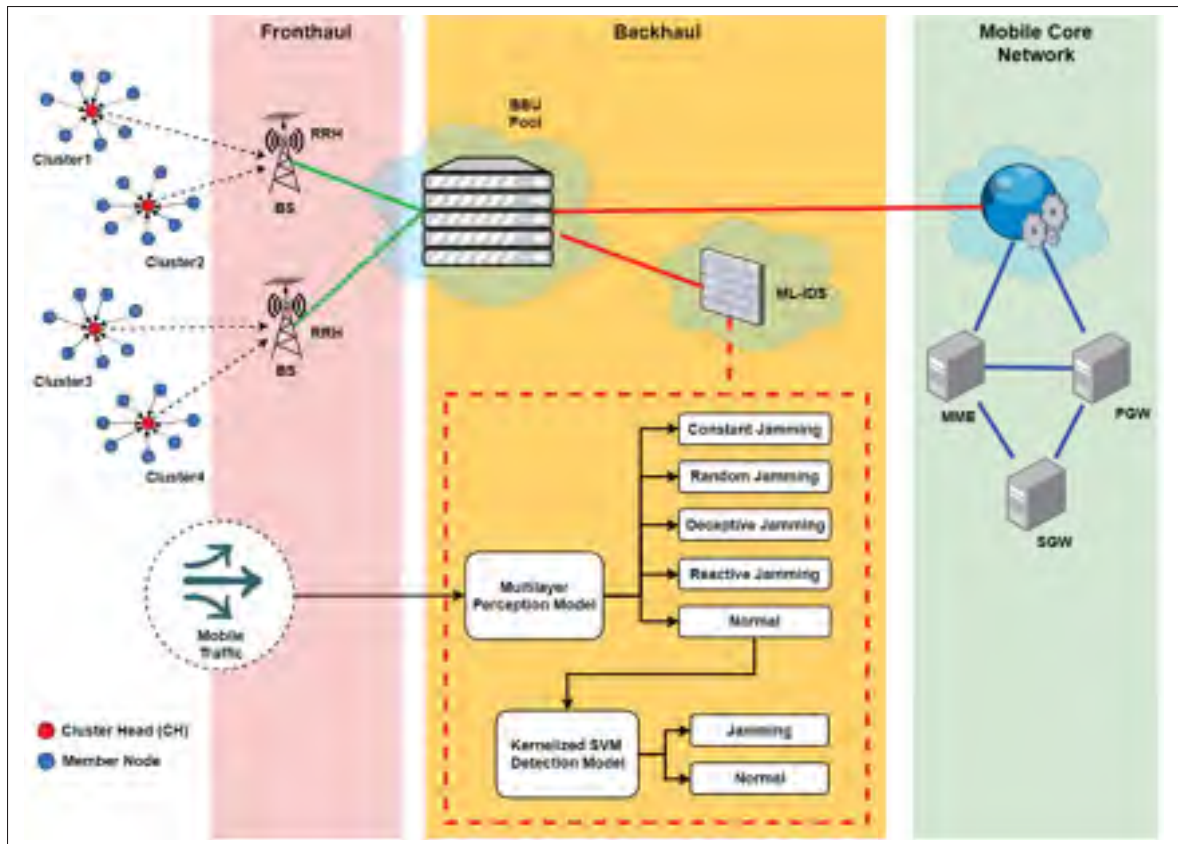 Fronthaul
Backhaul
Mobile Core
Network
BBU
Pool
RRH
BS
Cluster1
Cluster2
RRH
BS
Cluster3
Cluster4
ML-IDS
MME
PGW
SGW
Constant Jamming
Random Jamming
Deceptive Jamming
Reactive Jamming
Normal
Multilayer
Perception Model
Mobile
Traffic
Kernelized SVM
Detection Model
Jamming
Normal
Cluster Head (CH)
Member Node